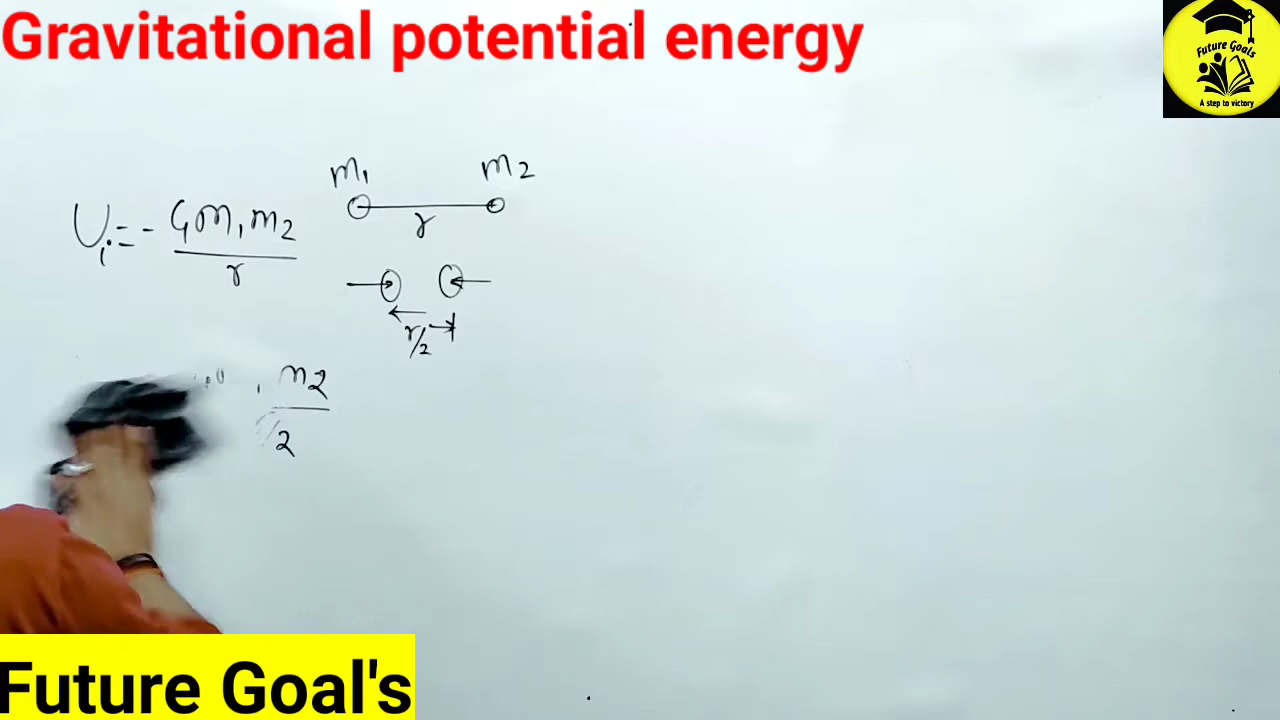 Gravitational potential energy
Future Goals
A step to victory
m₁ m₂
r
Uᵢ = - Gm₁m₂
r
r/2
m₂
2
Future Goal's